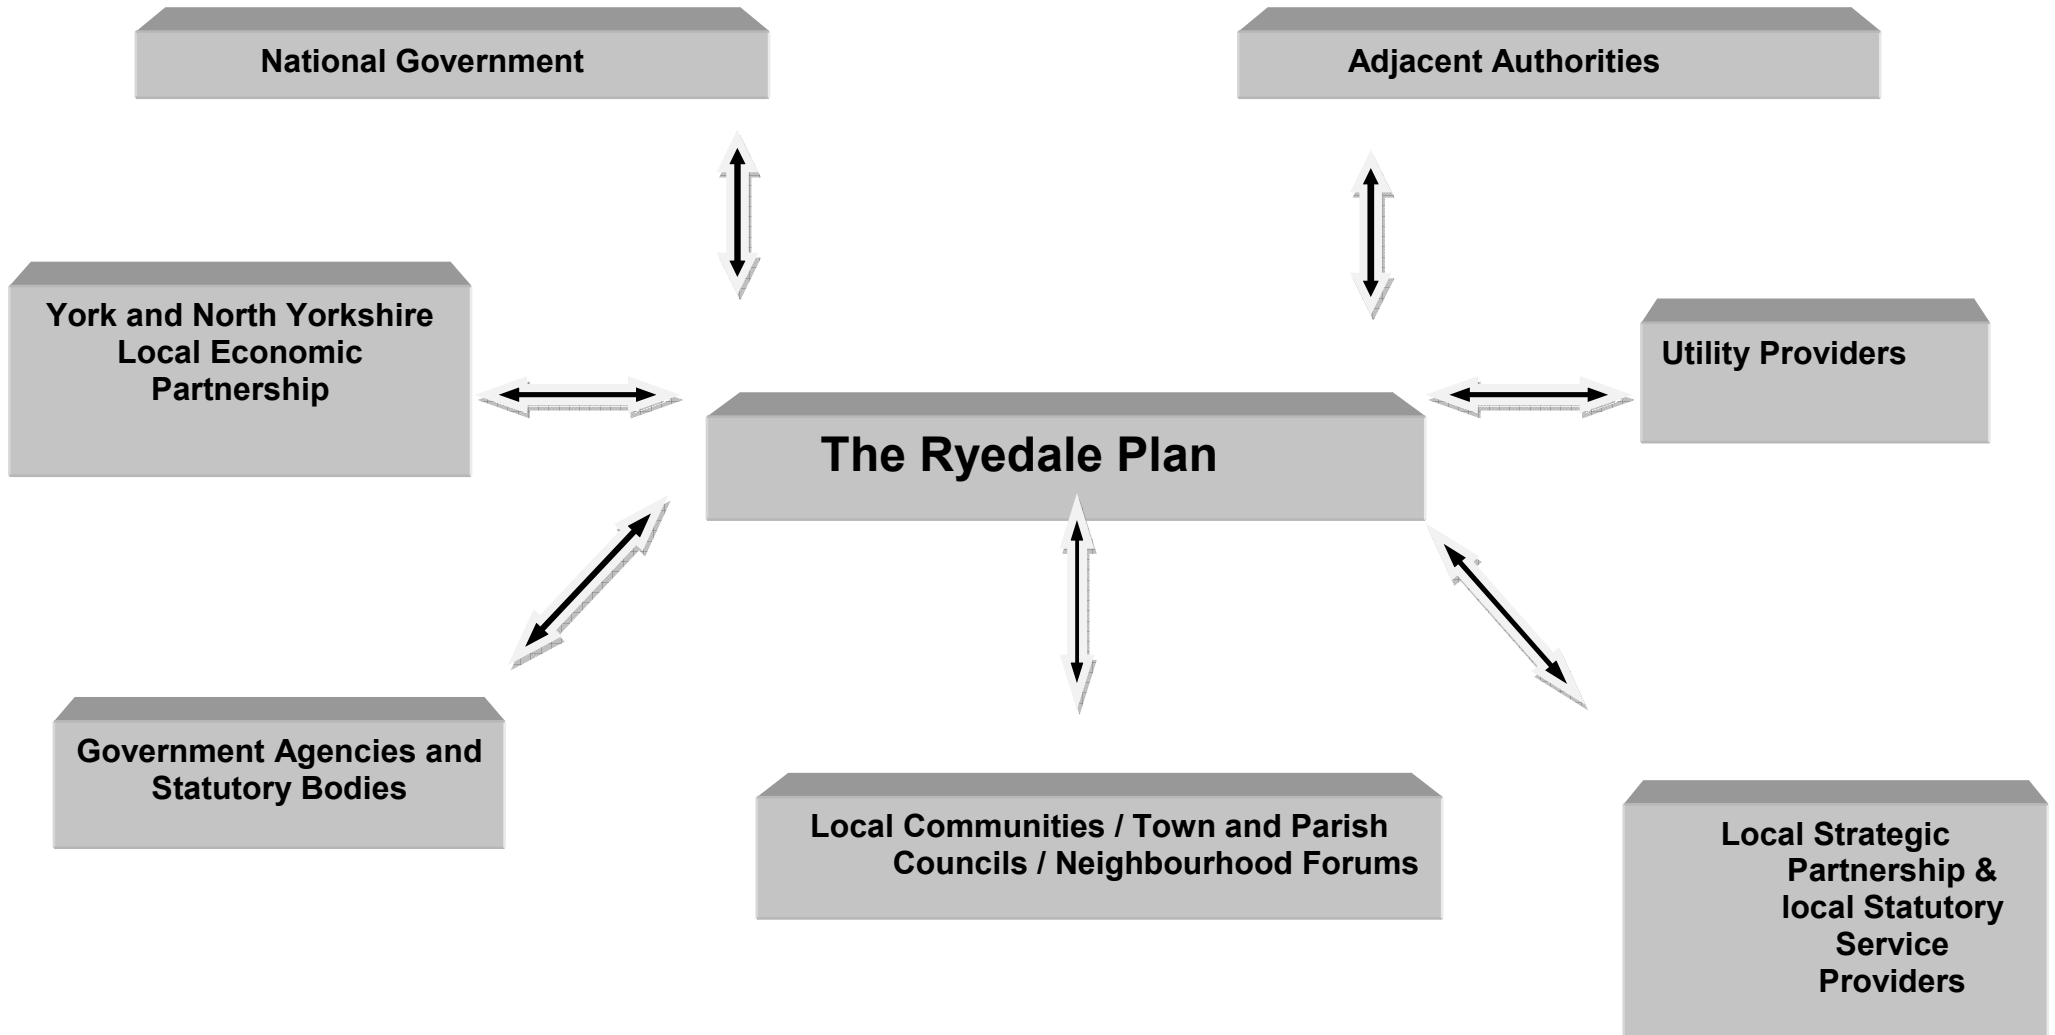 National Government
Adjacent Authorities
York and North Yorkshire
Local Economic
Partnership
Utility Providers
The Ryedale Plan
Government Agencies and
Statutory Bodies
Local Communities / Town and Parish
Councils / Neighbourhood Forums
Local Strategic
Partnership &
local Statutory
Service
Providers